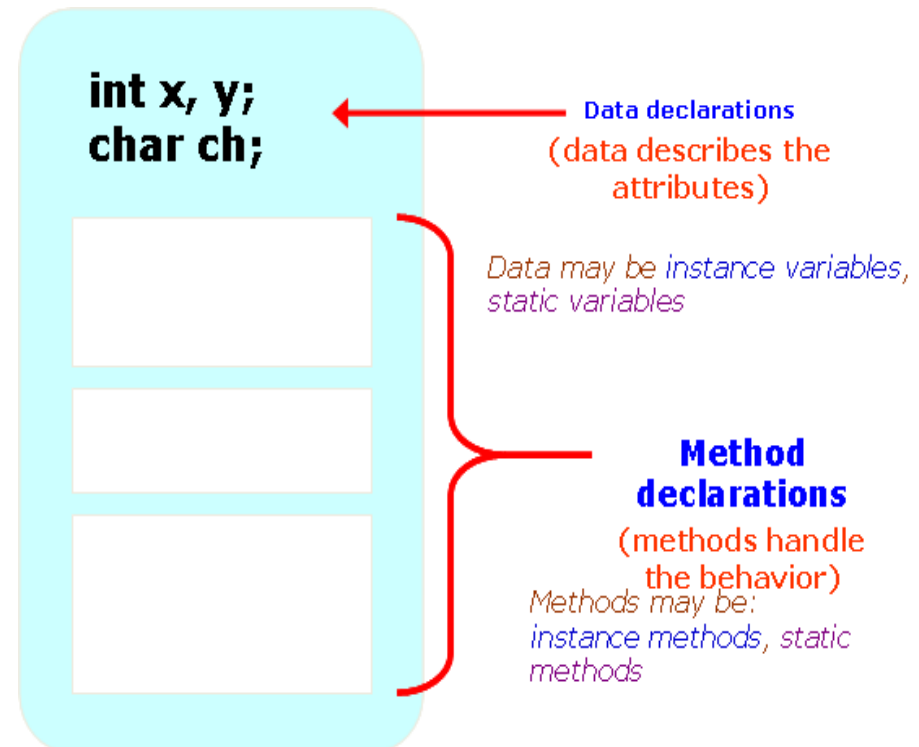 int x, y;
char ch;
Data declarations
(data describes the
attributes)
Data may be instance variables,
static variables
Method
declarations
(methods handle
the behavior)
Methods may be:
instance methods, static
methods